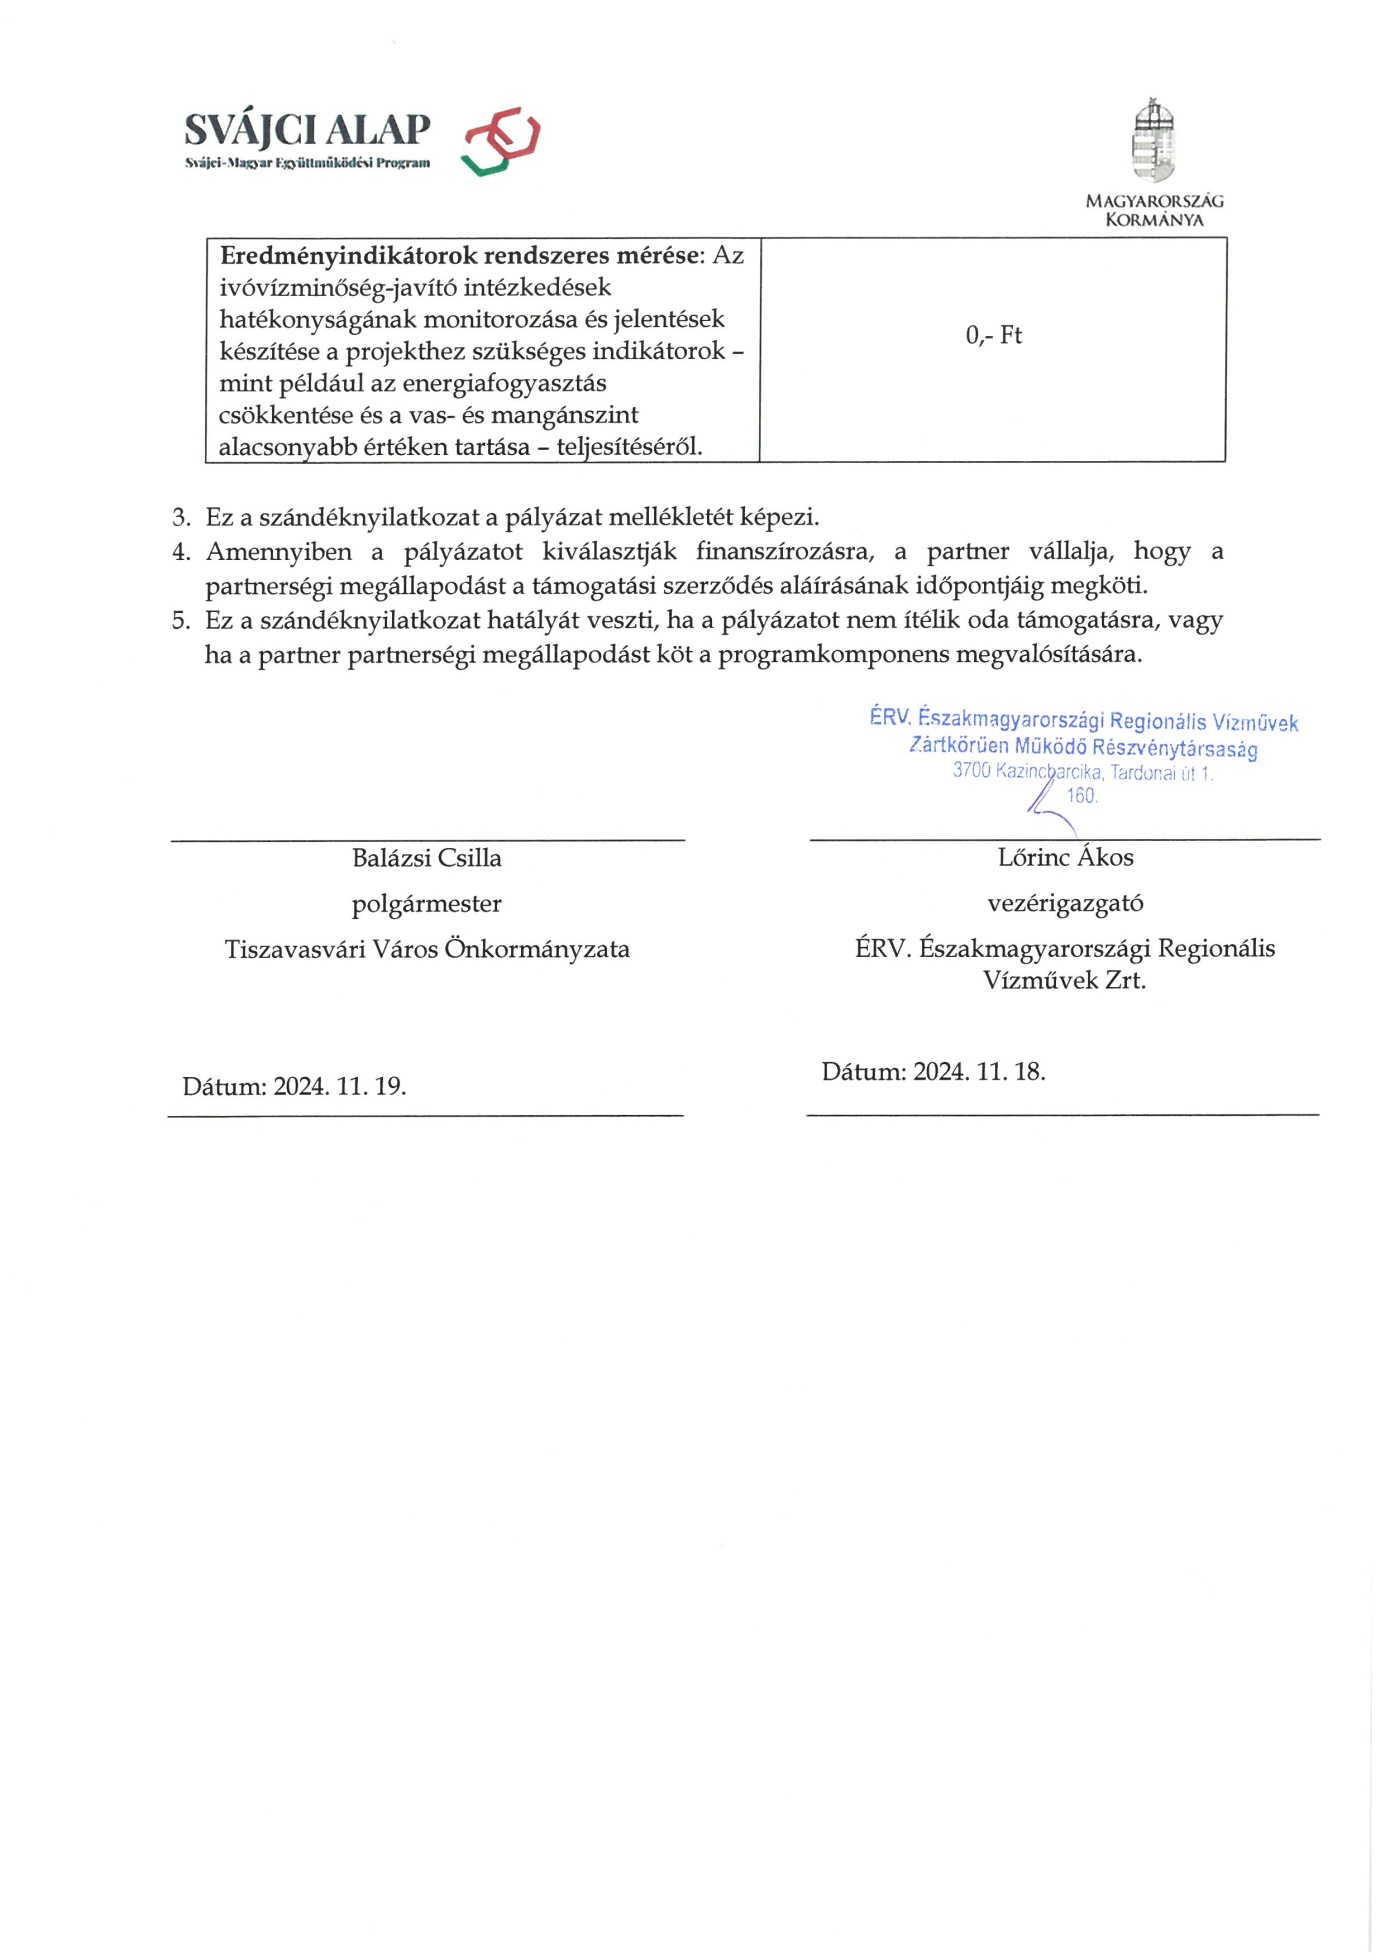 SVÁJCI ALAP
Svájci-Magyar Együttműködési Program
MAGYARORSZÁG
KORMÁNYA
Eredményindikátorok rendszeres mérése: Az
ivóvízminőség-javító intézkedések
hatékonyságának monitorozása és jelentések
készítése a projekthez szükséges indikátorok –
mint például az energiafogyasztás
csökkentése és a vas- és mangánszint
alacsonyabb értéken tartása – teljesítéséről.
0,- Ft
3. Ez a szándéknyilatkozat a pályázat mellékletét képezi.
4. Amennyiben a pályázatot kiválasztják finanszírozásra, a partner vállalja, hogy a
partnerségi megállapodást a támogatási szerződés aláírásának időpontjáig megköti.
5. Ez a szándéknyilatkozat hatályát veszti, ha a pályázatot nem ítélik oda támogatásra, vagy
ha a partner partnerségi megállapodást köt a programkomponens megvalósítására.
ÉRV. Északmagyarországi Regionális Vízművek
Zártkörűen Működő Részvénytársaság
3700 Kazincbarcika, Tardonai út 1.
160.
Balázsi Csilla
polgármester
Tiszavasvári Város Önkormányzata
Lőrinc Ákos
vezérigazgató
ÉRV. Északmagyarországi Regionális
Vízművek Zrt.
Dátum: 2024. 11. 19.
Dátum: 2024. 11. 18.